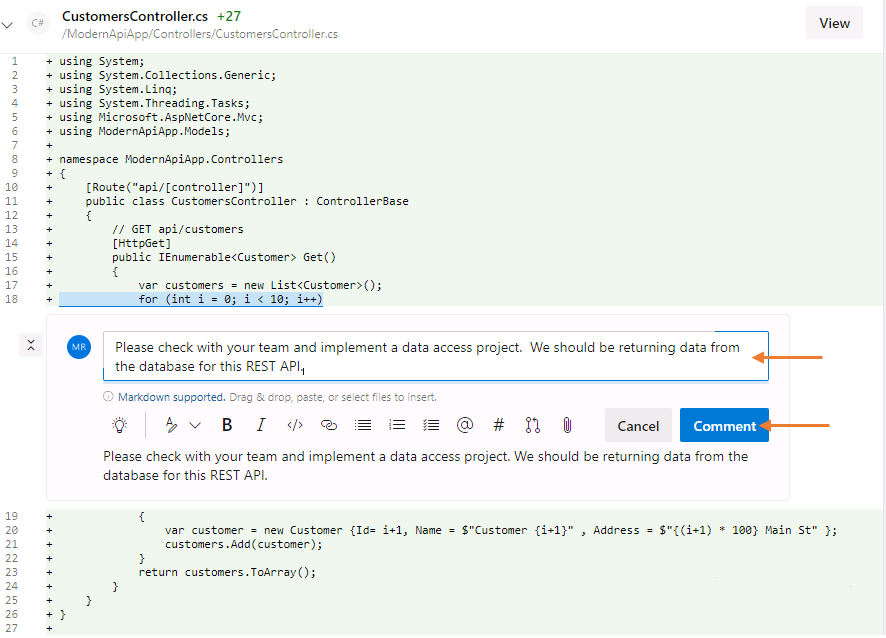 C# CustomersController.cs +27
/ModernApiApp/Controllers/CustomersController.cs
View
1 + using System;
2 + using System.Collections.Generic;
3 + using System.Linq;
4 + using System.Threading.Tasks;
5 + using Microsoft.AspNetCore.Mvc;
6 + using ModernApiApp.Models;
7 +
8 + namespace ModernApiApp.Controllers
9 + {
10 +     [Route("api/[controller]")]
11 +     public class CustomersController : ControllerBase
12 +     {
13 +         // GET api/customers
14 +         [HttpGet]
15 +         public IEnumerable<Customer> Get()
16 +         {
17 +             var customers = new List<Customer>();
18 +             for (int i = 0; i < 10; i++)
MR
Please check with your team and implement a data access project.  We should be returning data from
the database for this REST API.
Markdown supported. Drag & drop, paste, or select files to insert.
B I </> @ # Cancel Comment
Please check with your team and implement a data access project. We should be returning data from the
database for this REST API.
19 +             {
20 +                 var customer = new Customer {Id= i+1, Name = $"Customer {i+1}" , Address = $"{(i+1) * 100} Main St" };
21 +                 customers.Add(customer);
22 +             }
23 +             return customers.ToArray();
24 +         }
25 +     }
26 + }
27 +